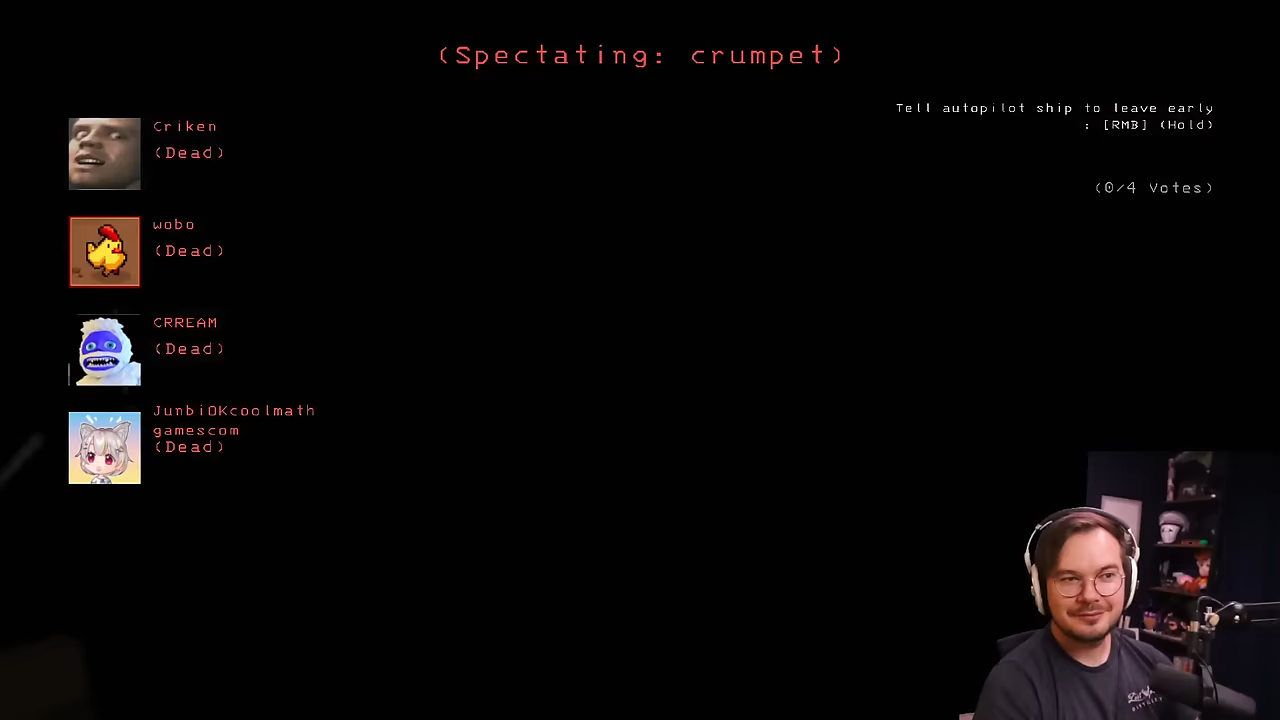 (Spectating: crumpet)
Tell autopilot ship to leave early
: [RMB] (Hold)
(0/4 Votes)
Criken
(Dead)
wobo
(Dead)
CRREAM
(Dead)
JunbiOKcoolmath
gamescom
(Dead)